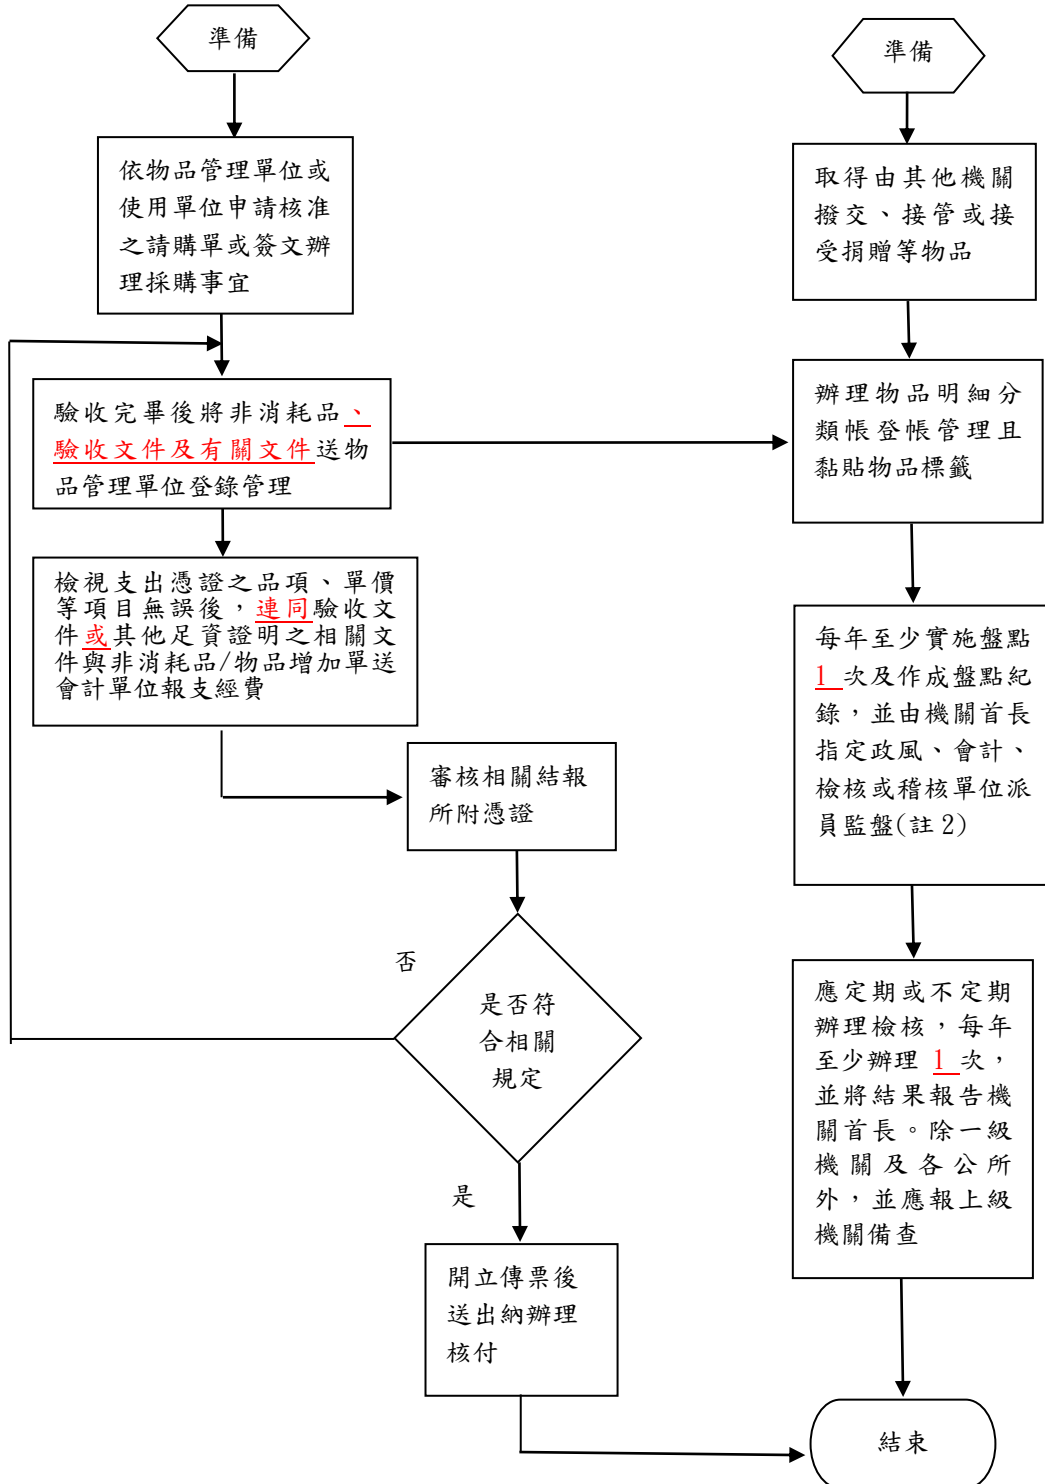 準備
依物品管理單位或
使用單位申請核准
之請購單或簽文辦
理採購事宜
驗收完畢後將非消耗品、
驗收文件及有關文件送物
品管理單位登錄管理
檢視支出憑證之品項、單價
等項目無誤後，連同驗收文
件或其他足資證明之相關文
件與非消耗品/物品增加單送
會計單位報支經費
審核相關結報
所附憑證
否
是否符
合相關
規定
是
開立傳票後
送出納辦理
核付
準備
取得由其他機關
撥交、接管或接
受捐贈等物品
辦理物品明細分
類帳登帳管理且
黏貼物品標籤
每年至少實施盤點
1 次及作成盤點紀
錄，並由機關首長
指定政風、會計、
檢核或稽核單位派
員監盤(註 2)
應定期或不定期
辦理檢核，每年
至少辦理 1 次，
並將結果報告機
關首長。除一級
機關及各公所
外，並應報上級
機關備查
結束